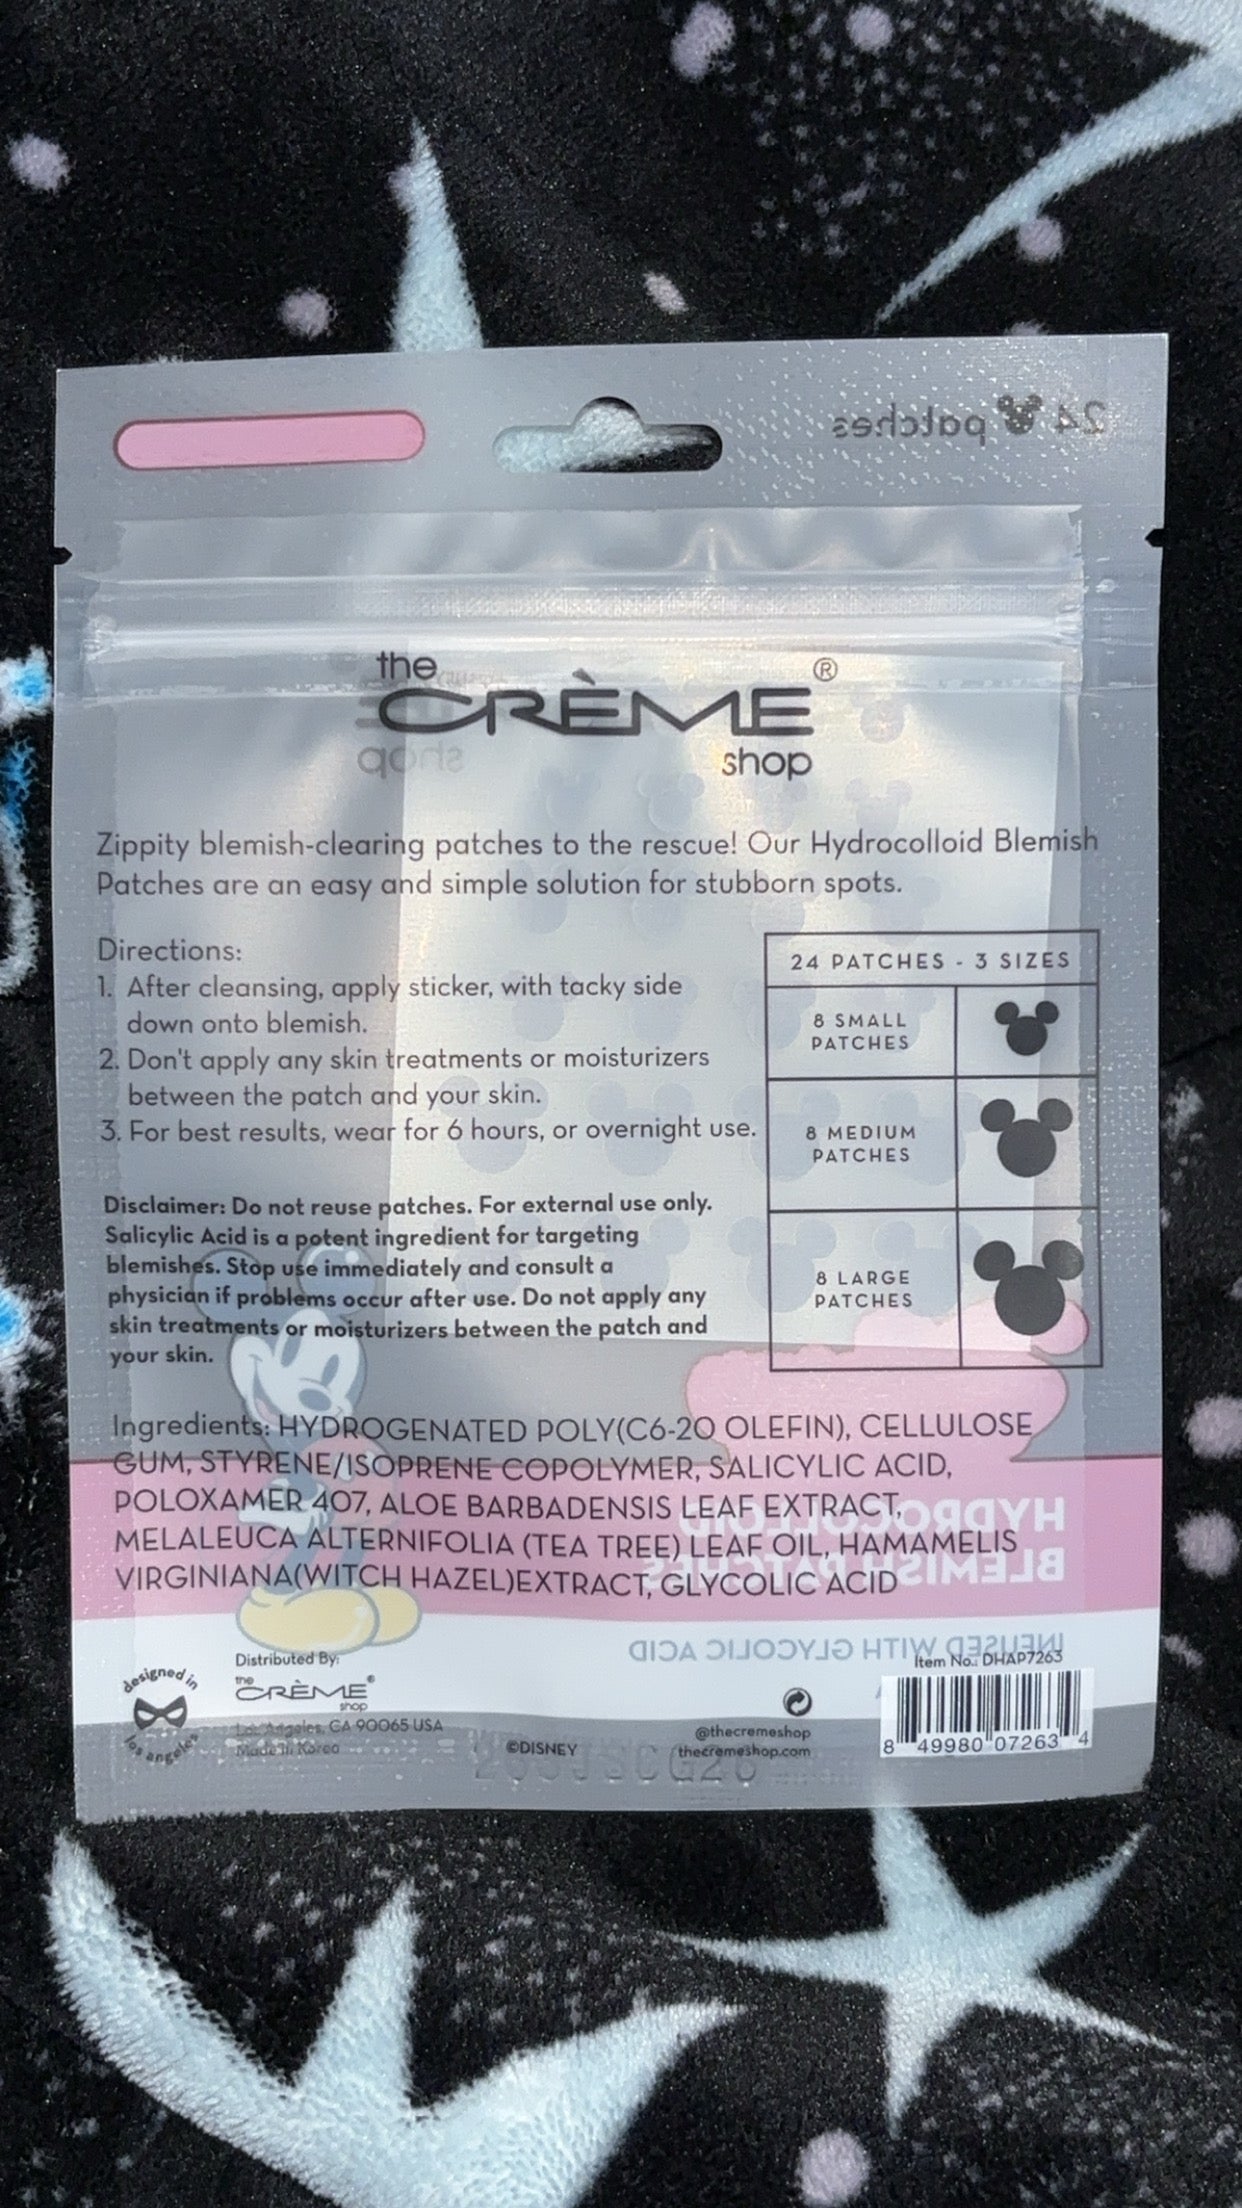 24 patches
the
CRÈME®
shop
Zippity blemish-clearing patches to the rescue! Our Hydrocolloid Blemish
Patches are an easy and simple solution for stubborn spots.
Directions:
1. After cleansing, apply sticker, with tacky side
down onto blemish.
2. Don't apply any skin treatments or moisturizers
between the patch and your skin.
3. For best results, wear for 6 hours, or overnight use.
24 PATCHES - 3 SIZES
8 SMALL
PATCHES
8 MEDIUM
PATCHES
8 LARGE
PATCHES
Disclaimer: Do not reuse patches. For external use only.
Salicylic Acid is a potent ingredient for targeting
blemishes. Stop use immediately and consult a
physician if problems occur after use. Do not apply any
skin treatments or moisturizers between the patch and
your skin.
Ingredients: HYDROGENATED POLY(C6-20 OLEFIN), CELLULOSE
GUM, STYRENE/ISOPRENE COPOLYMER, SALICYLIC ACID,
POLOXAMER 407, ALOE BARBADENSIS LEAF EXTRACT,
MELALEUCA ALTERNIFOLIA (TEA TREE) LEAF OIL, HAMAMELIS
VIRGINIANA(WITCH HAZEL)EXTRACT, GLYCOLIC ACID
HYDROCOLLOID
BLEMISH PATCHES
INFUSED WITH GLYCOLIC ACID
designed in
los angeles
Distributed By:
the
CRÈME®
shop
Los Angeles, CA 90065 USA
Made in Korea
©DISNEY
@thecremeshop
thecremeshop.com
Item No.: DHAP7263
8 49980 07263 4